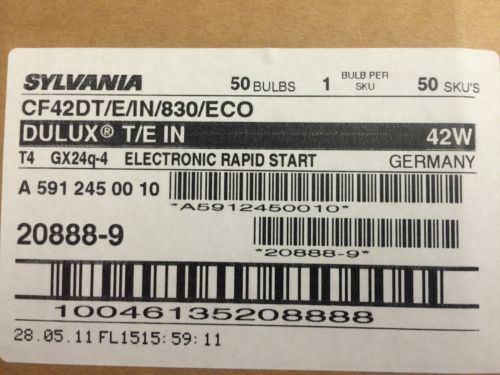 SYLVANIA 50 BULBS 1 BULB PER SKU 50 SKU'S
CF42DT/E/IN/830/ECO
DULUX® T/E IN 42W
T4 GX24q-4 ELECTRONIC RAPID START GERMANY
A 591 245 00 10
*A5912450010*
20888-9
*20888-9*
10046135208888
28.05.11 FL1515:59:11